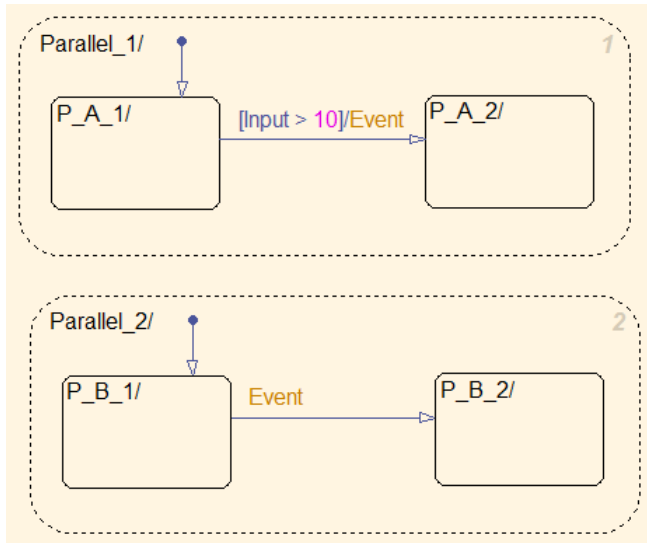 Parallel_1/
1
P_A_1/
[Input > 10]/Event
P_A_2/
Parallel_2/
2
P_B_1/
Event
P_B_2/